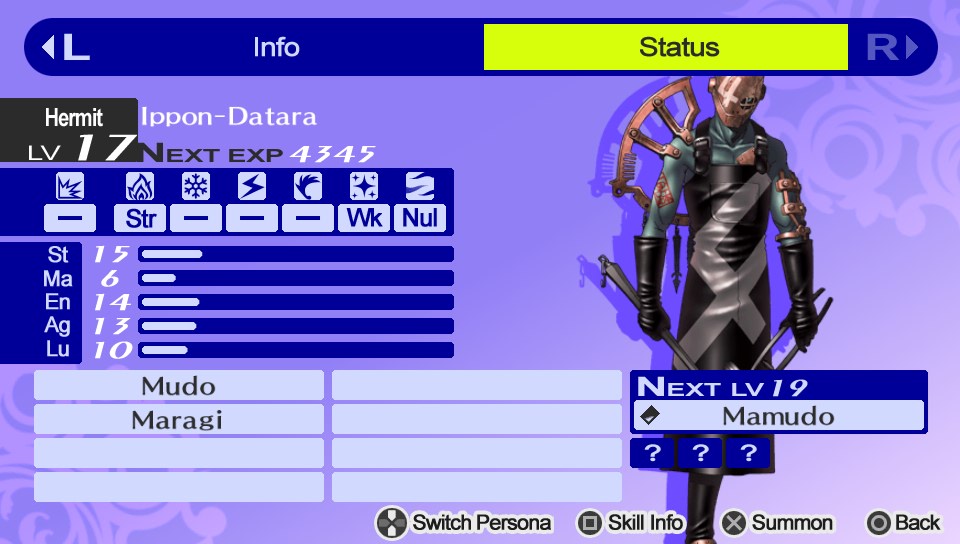 L Info Status R
Hermit
Ippon-Datara
LV 17 NEXT EXP 4345
— Str — — — Wk Nul
St 15
Ma 6
En 14
Ag 13
Lu 10
Mudo
Maragi
NEXT LV 19
Mamudo
? ? ?
Switch Persona Skill Info Summon Back